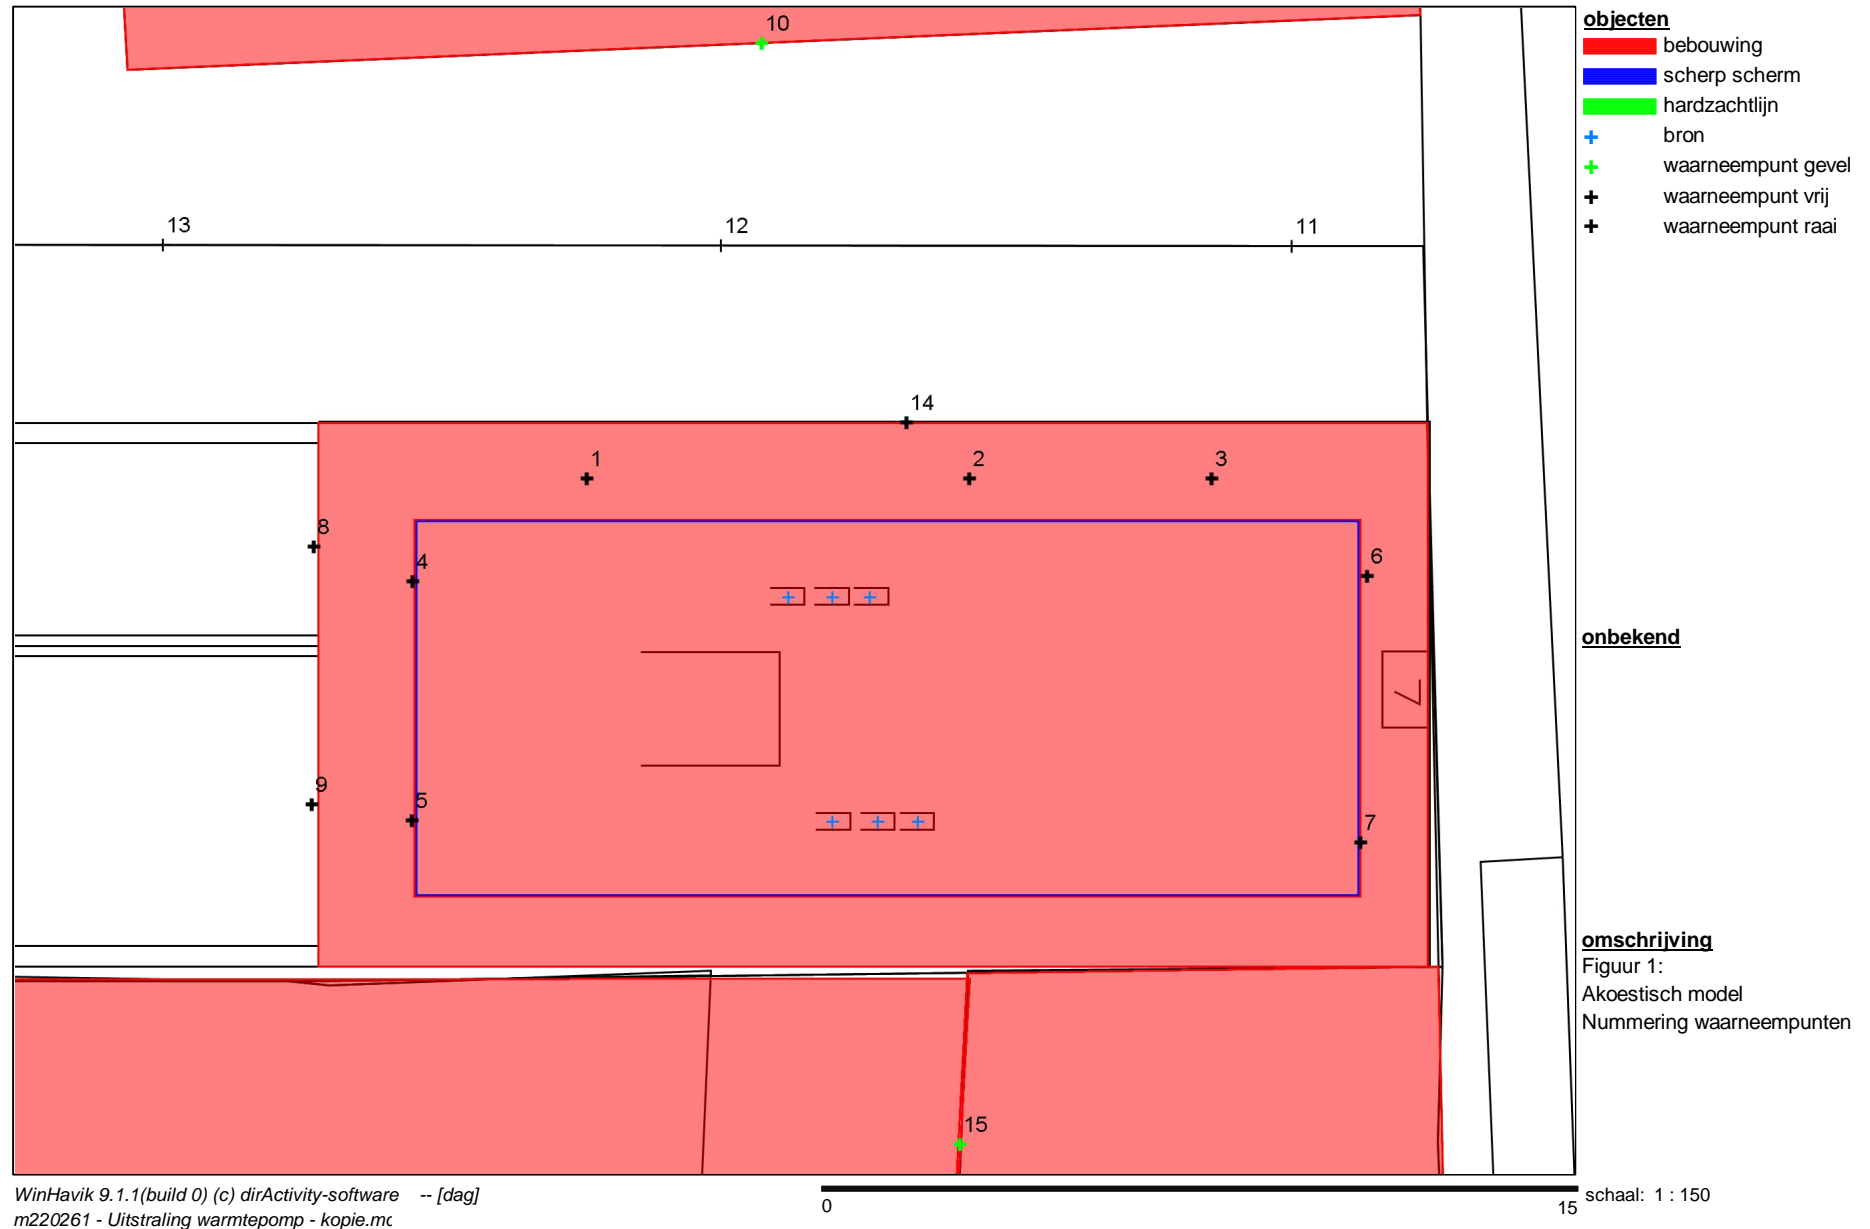 10
objecten
bebouwing
scherp scherm
hardzachtlijn
bron
waarneempunt gevel
waarneempunt vrij
waarneempunt raai
13
12
11
14
1
2
3
8
4
6
onbekend
7
9
5
7
omschrijving
Figuur 1:
Akoestisch model
Nummering waarneempunten
15
WinHavik 9.1.1(build 0) (c) dirActivity-software -- [dag]
0
15
schaal: 1 : 150
m220261 - Uitstraling warmtepomp - kopie.mc